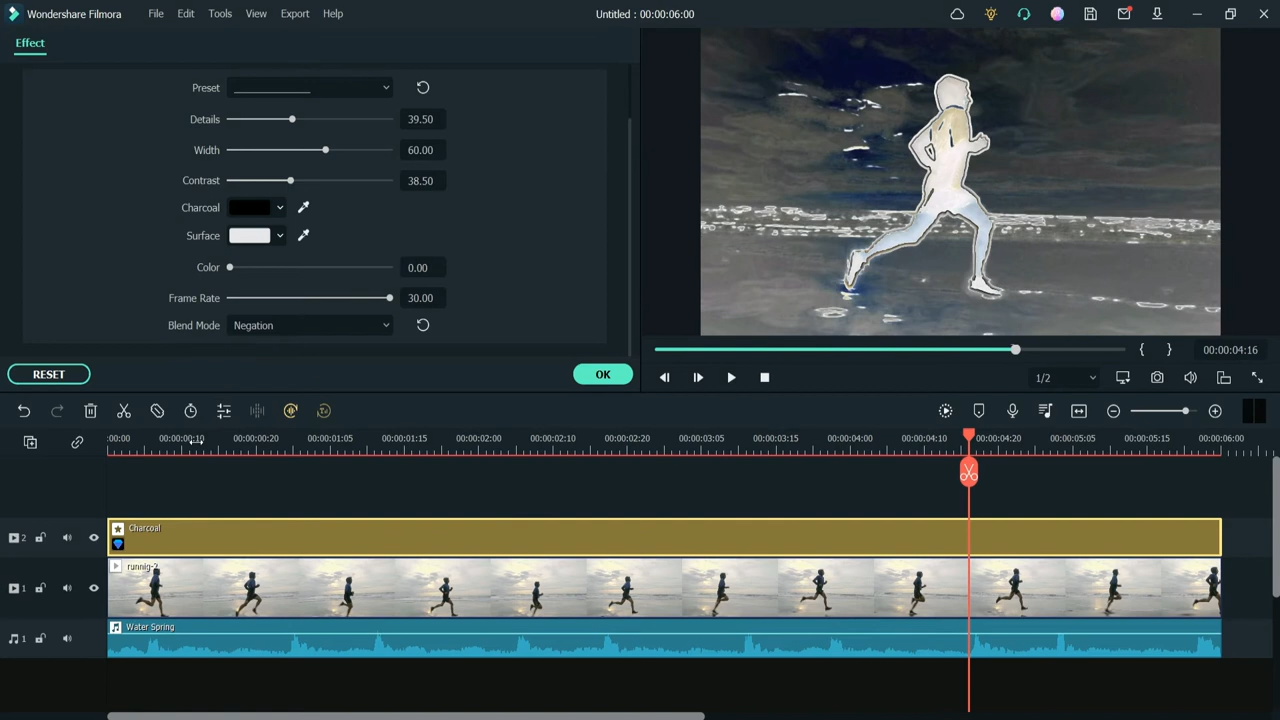 Wondershare Filmora File Edit Tools View Export Help Untitled : 00:00:06:00
Effect
Preset
Details 39.50
Width 60.00
Contrast 38.50
Charcoal
Surface
Color 0.00
Frame Rate 30.00
Blend Mode Negation
RESET OK
{ } 00:00:04:16
1/2
:00:00 00:00:00:10 00:00:00:20 00:00:01:05 00:00:01:15 00:00:02:00 00:00:02:10 00:00:02:20 00:00:03:05 00:00:03:15 00:00:04:00 00:00:04:10 00:00:04:20 00:00:05:05 00:00:05:15 00:00:06:00
2 Charcoal
1 runnig-2
1 Water Spring